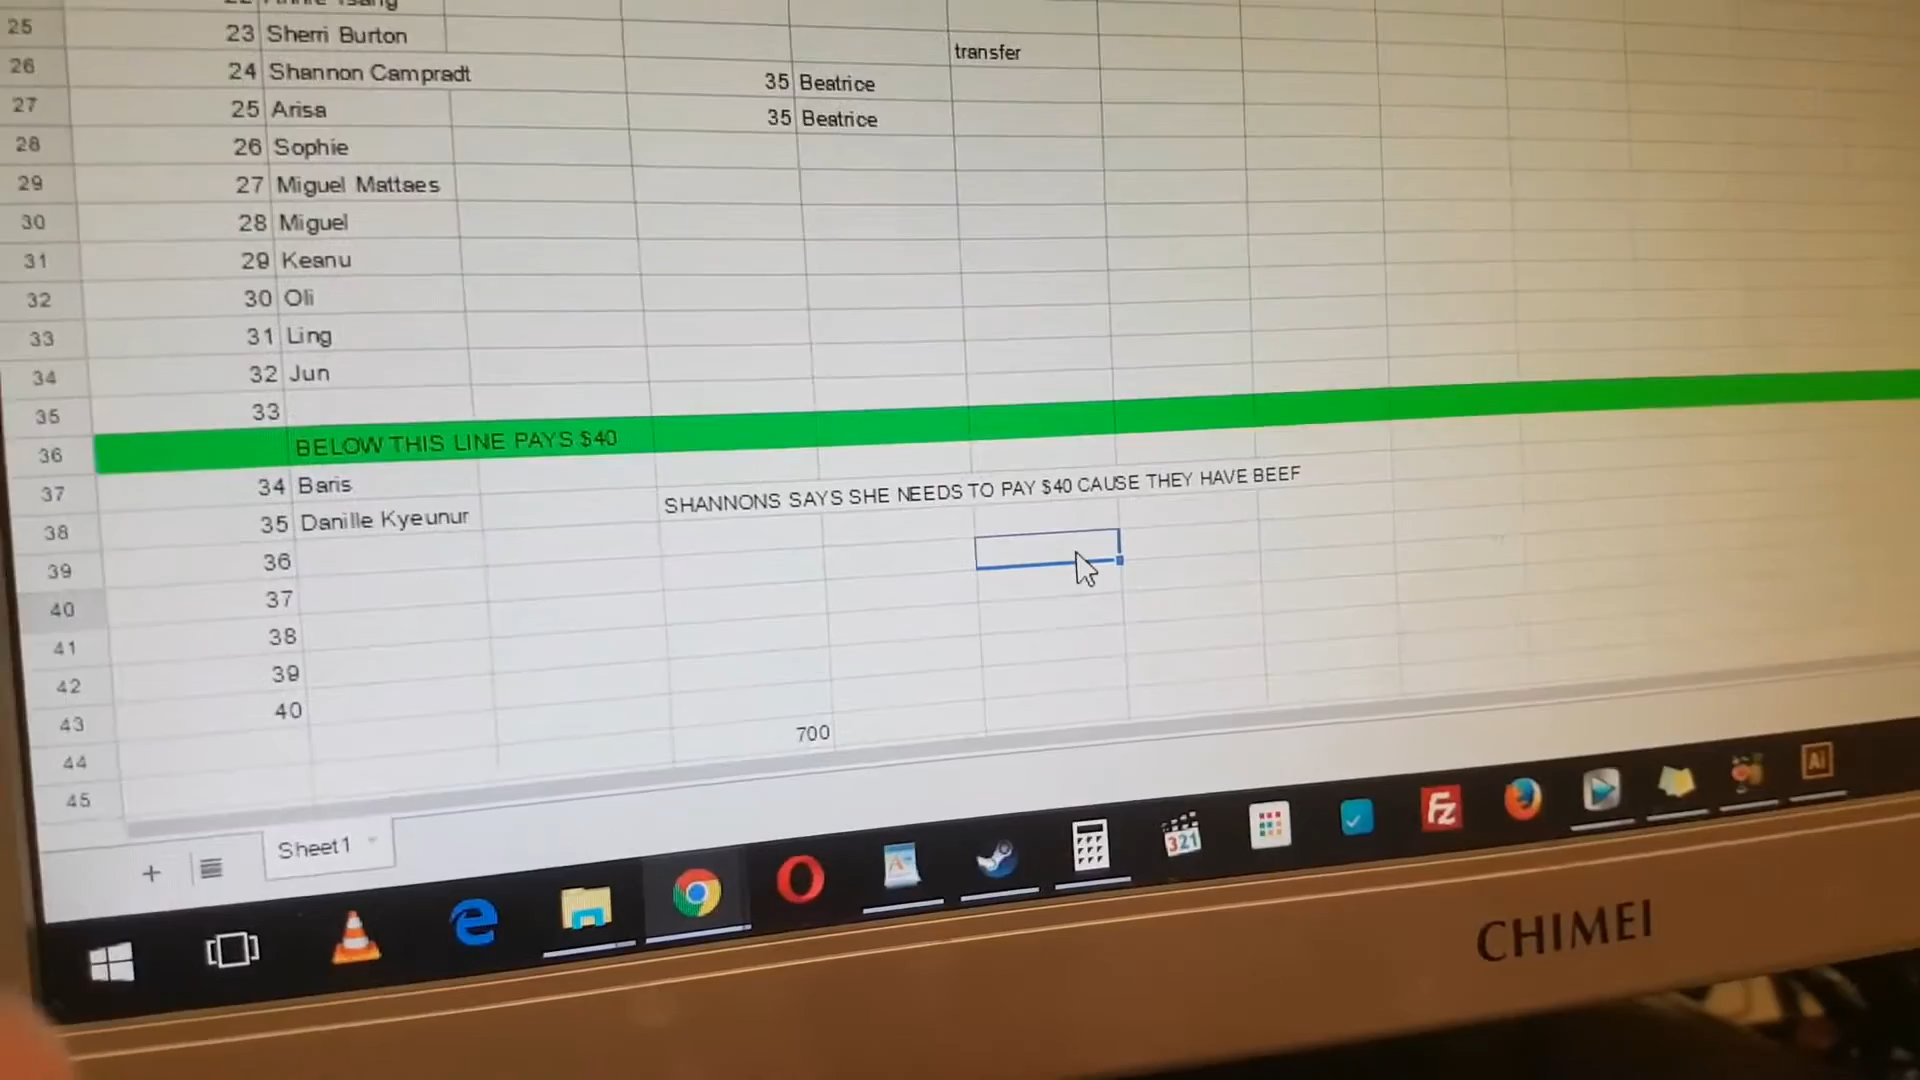 25
23 Sherri Burton
transfer
26
24 Shannon Campradt 35 Beatrice
27
25 Arisa 35 Beatrice
28
26 Sophie
29
27 Miguel Mattaes
30
28 Miguel
31
29 Keanu
32
30 Oli
33
31 Ling
34
32 Jun
35
33
36
BELOW THIS LINE PAYS $40
37
34 Baris
SHANNONS SAYS SHE NEEDS TO PAY $40 CAUSE THEY HAVE BEEF
38
35 Danille Kyeunur
39
36
40
37
41
38
42
39
43
40
44
700
45
Sheet1
321
Ai
CHIMEI